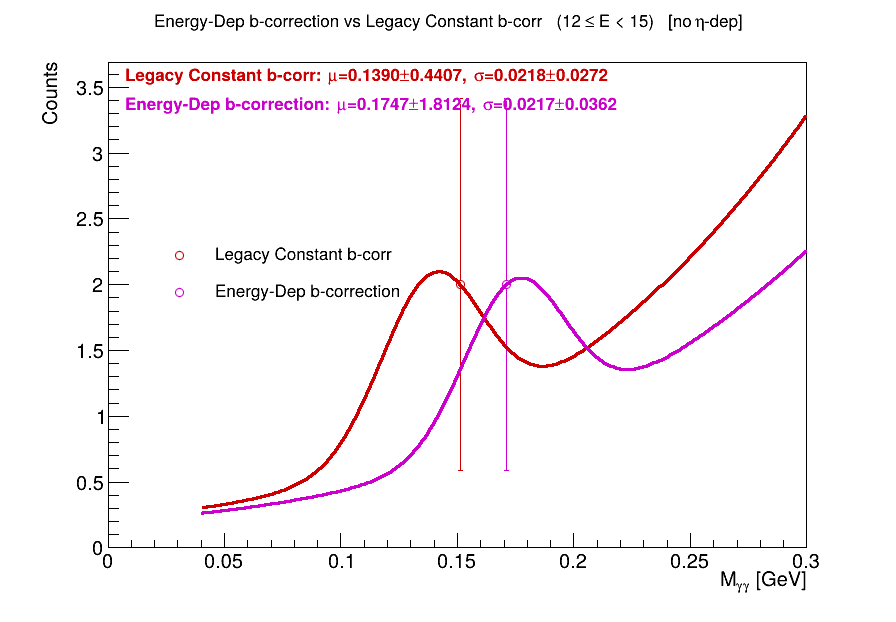 Energy-Dep b-correction vs Legacy Constant b-corr (12 ≤ E < 15) [no η-dep]
Counts
Legacy Constant b-corr: μ=0.1390±0.4407, σ=0.0218±0.0272
Energy-Dep b-correction: μ=0.1747±1.8124, σ=0.0217±0.0362
3.5
3
2.5
2
1.5
1
0.5
0
Legacy Constant b-corr
Energy-Dep b-correction
0 0.05 0.1 0.15 0.2 0.25 0.3
Mγγ [GeV]